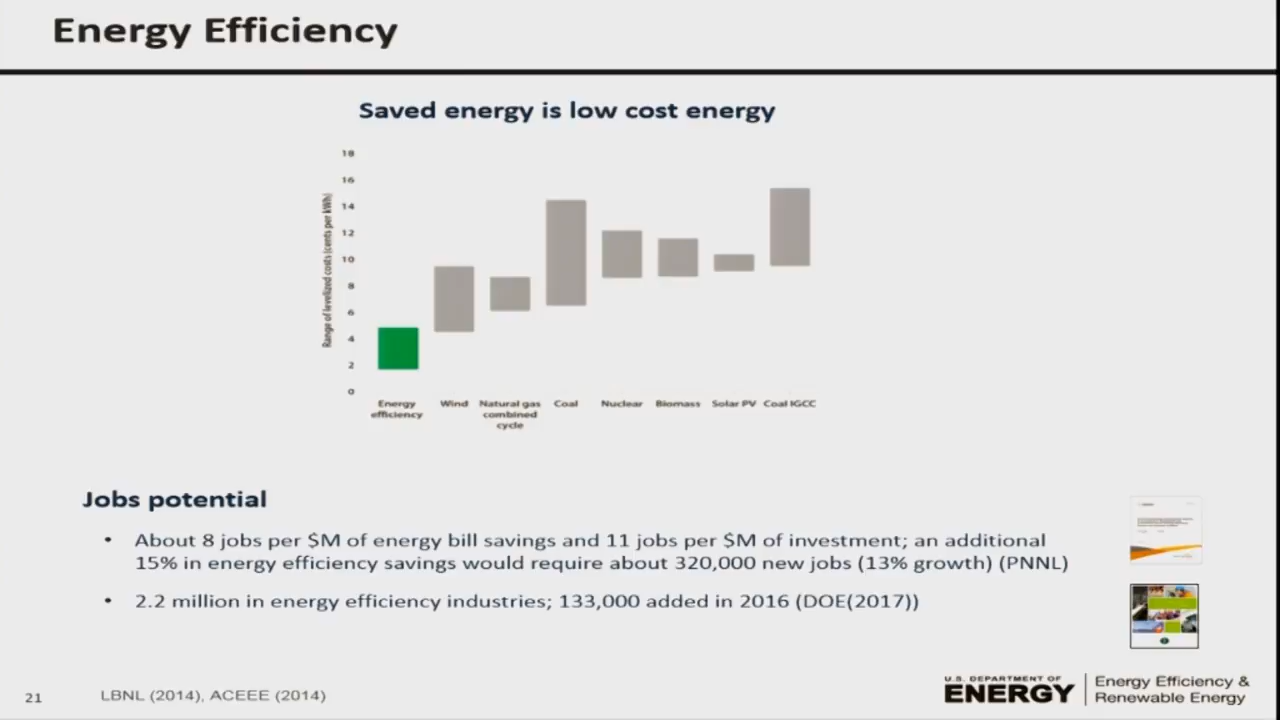 Energy Efficiency
Saved energy is low cost energy
Range of levelized costs (cents per kWh)
18
16
14
12
10
8
6
4
2
0
Energy efficiency
Wind
Natural gas combined cycle
Coal
Nuclear
Biomass
Solar PV
Coal IGCC
Jobs potential
• About 8 jobs per $M of energy bill savings and 11 jobs per $M of investment; an additional
15% in energy efficiency savings would require about 320,000 new jobs (13% growth) (PNNL)
• 2.2 million in energy efficiency industries; 133,000 added in 2016 (DOE(2017))
21
LBNL (2014), ACEEE (2014)
U.S. DEPARTMENT OF
ENERGY
Energy Efficiency &
Renewable Energy